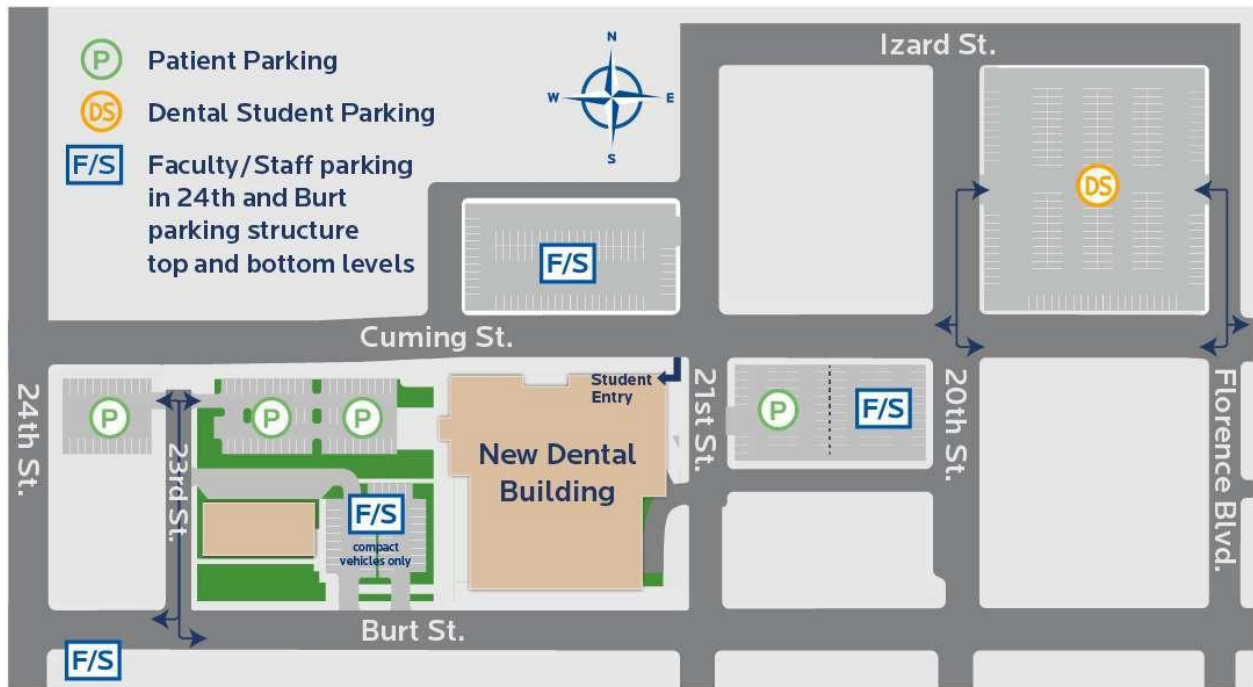 P Patient Parking
DS Dental Student Parking
F/S Faculty/Staff parking
in 24th and Burt
parking structure
top and bottom levels
N
W E
S
Izard St.
DS
F/S
Cuming St.
24th St.
P
23rd St.
P
P
Student
Entry
New Dental
Building
21st St.
P
F/S
20th St.
Florence Blvd.
F/S
compact
vehicles only
Burt St.
F/S